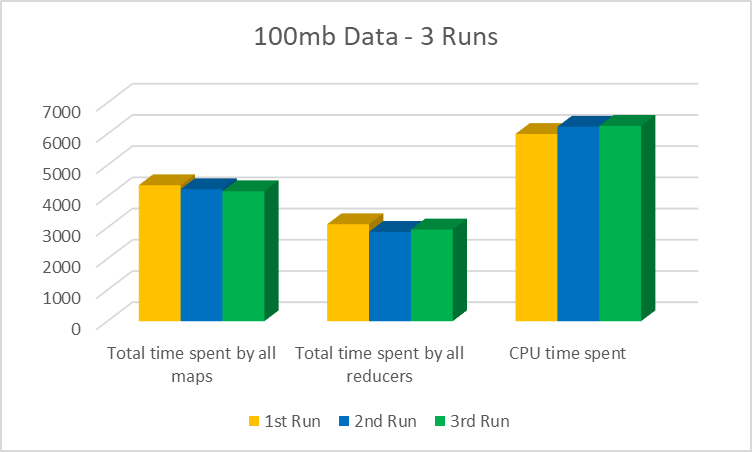 100mb Data - 3 Runs
7000
6000
5000
4000
3000
2000
1000
0
Total time spent by all
maps
Total time spent by all
reducers
CPU time spent
1st Run
2nd Run
3rd Run